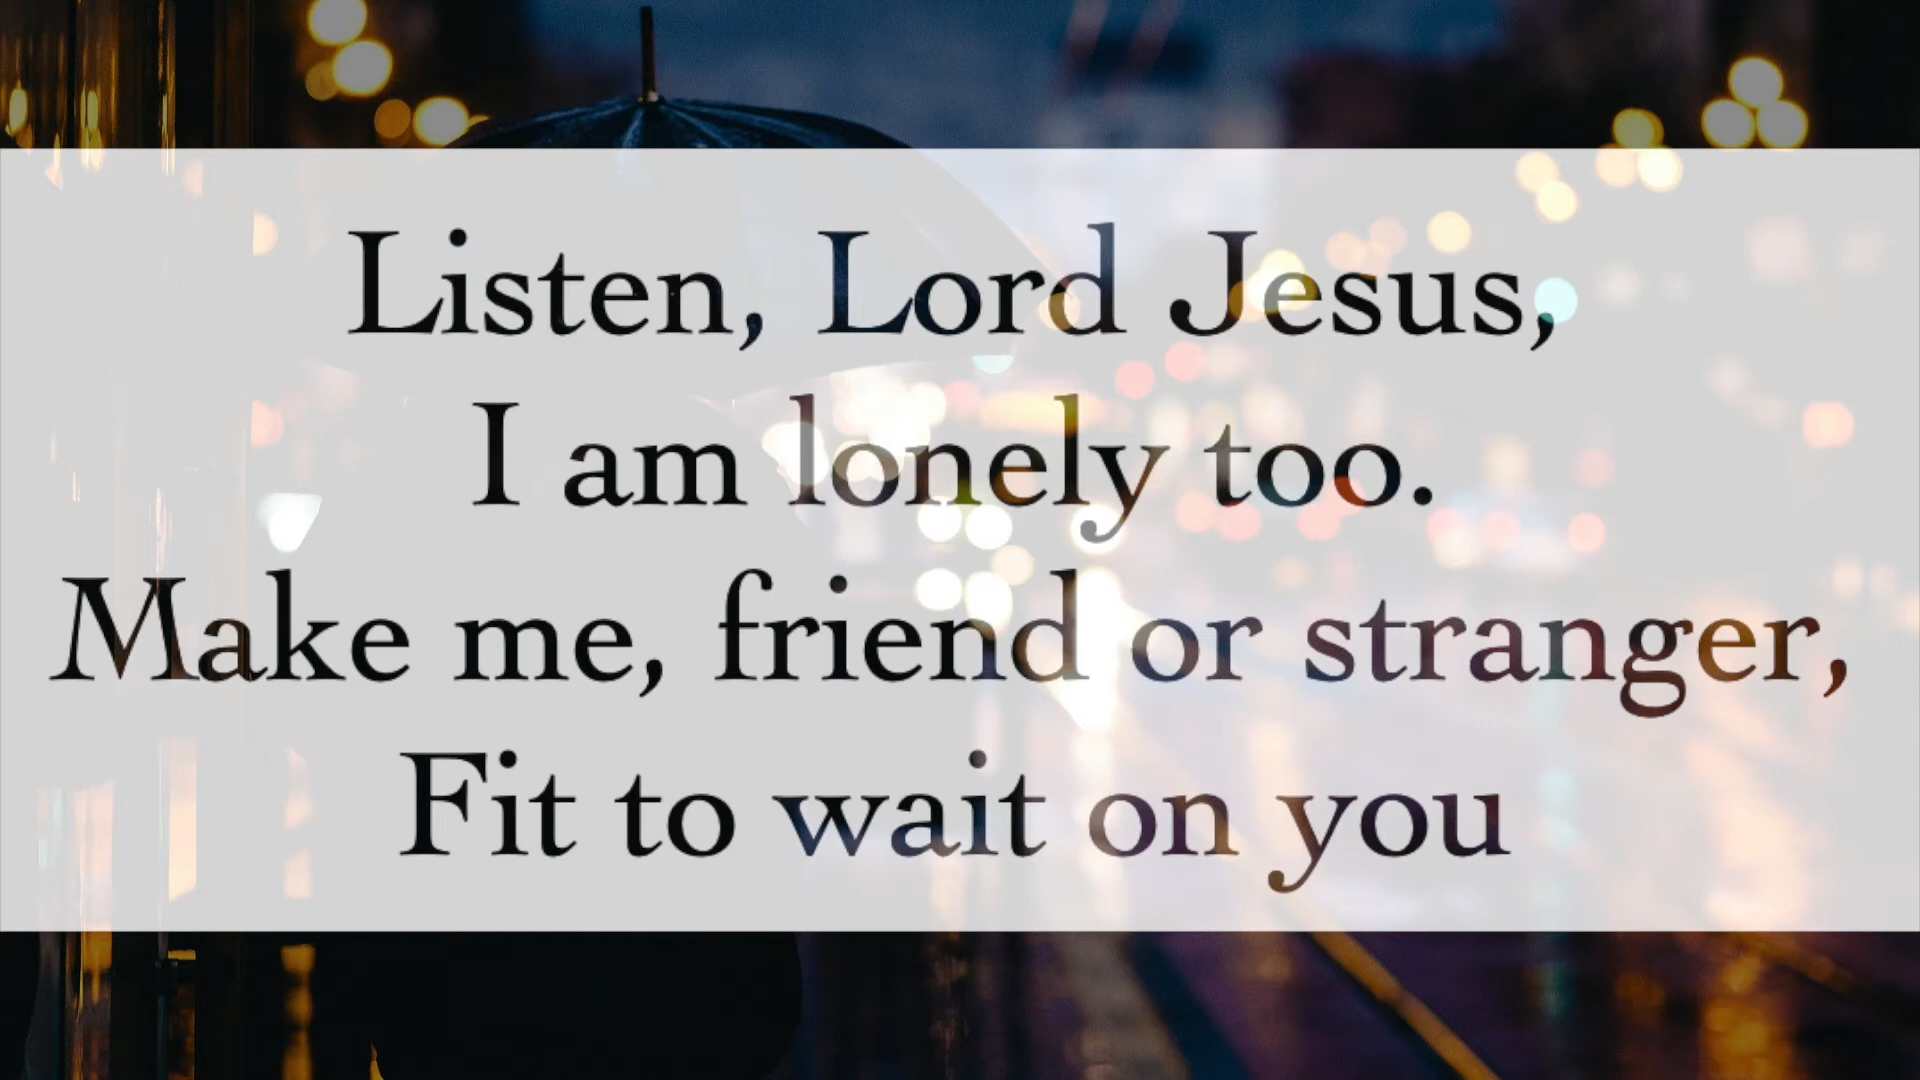 Listen, Lord Jesus,
I am lonely too.
Make me, friend or stranger,
Fit to wait on you